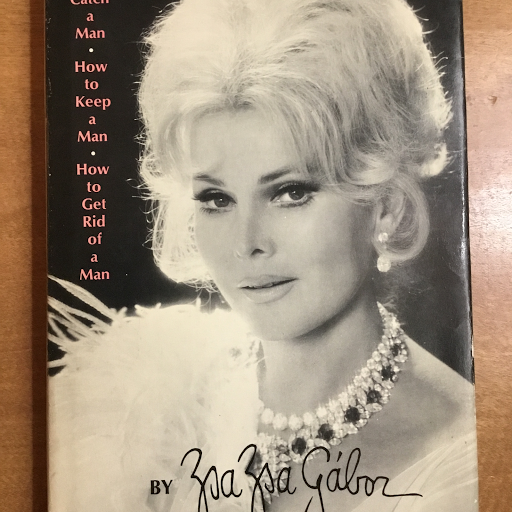 Catch
a
Man
•
How
to
Keep
a
Man
•
How
to
Get
Rid
of
a
Man
BY Zsa Zsa Gábor